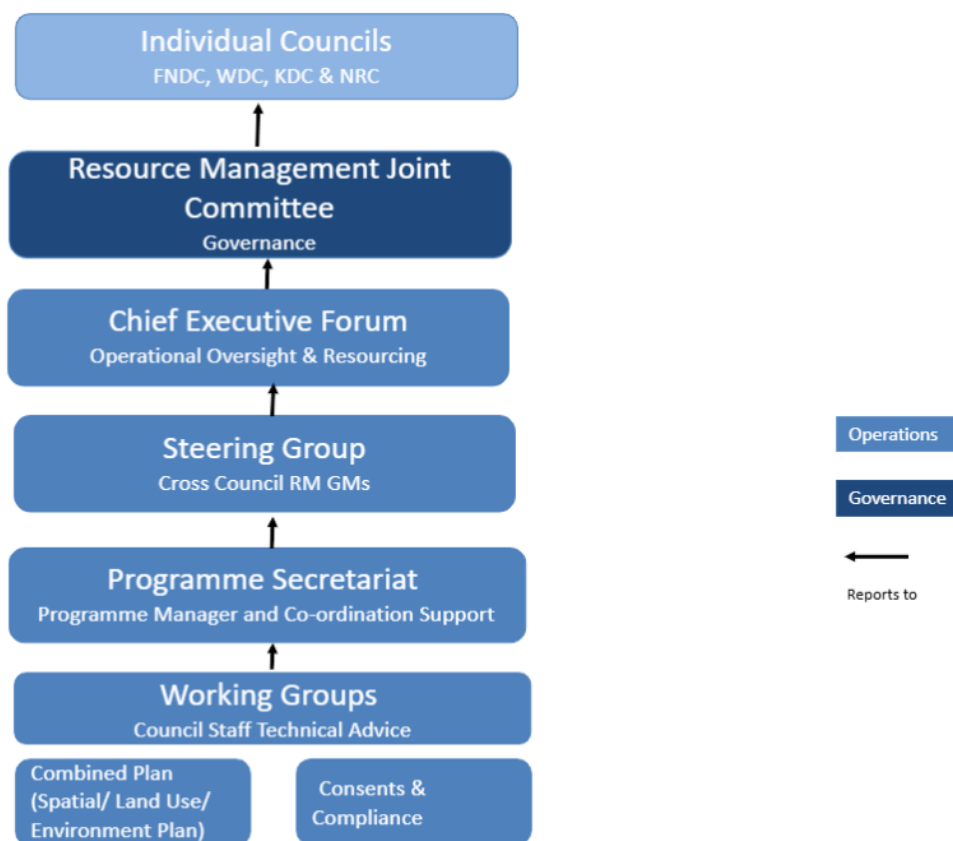 Individual Councils
FNDC, WDC, KDC & NRC
Resource Management Joint
Committee
Governance
Chief Executive Forum
Operational Oversight & Resourcing
Steering Group
Cross Council RM GMs
Operations
Governance
Programme Secretariat
Programme Manager and Co-ordination Support
Reports to
Working Groups
Council Staff Technical Advice
Combined Plan
(Spatial/ Land Use/
Environment Plan)
Consents &
Compliance